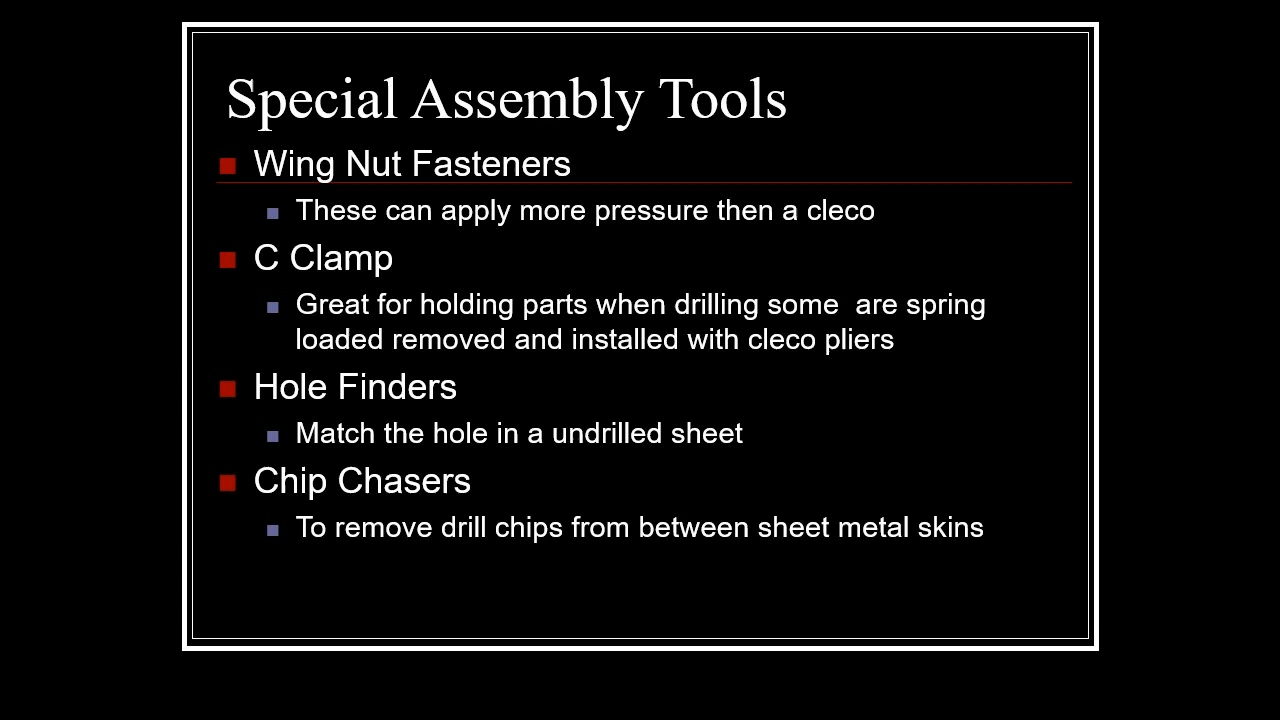 Special Assembly Tools
Wing Nut Fasteners
These can apply more pressure then a cleco
C Clamp
Great for holding parts when drilling some  are spring
loaded removed and installed with cleco pliers
Hole Finders
Match the hole in a undrilled sheet
Chip Chasers
To remove drill chips from between sheet metal skins